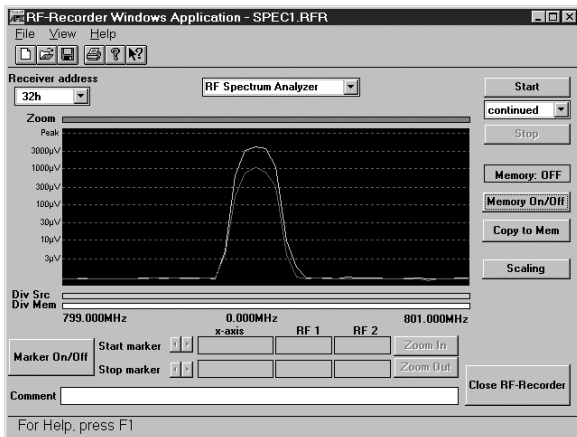 RF-Recorder Windows Application - SPEC1.RFR
File View Help
Receiver address
32h
RF Spectrum Analyzer
Start
continued
Stop
Zoom
Peak
3000µV
1000µV
300µV
100µV
30µV
10µV
3µV
Memory: OFF
Memory On/Off
Copy to Mem
Scaling
Div Src
Div Mem
799.000MHz 0.000MHz 801.000MHz
x-axis RF 1 RF 2
Marker On/Off
Start marker Zoom In
Stop marker Zoom Out
Close RF-Recorder
Comment
For Help, press F1